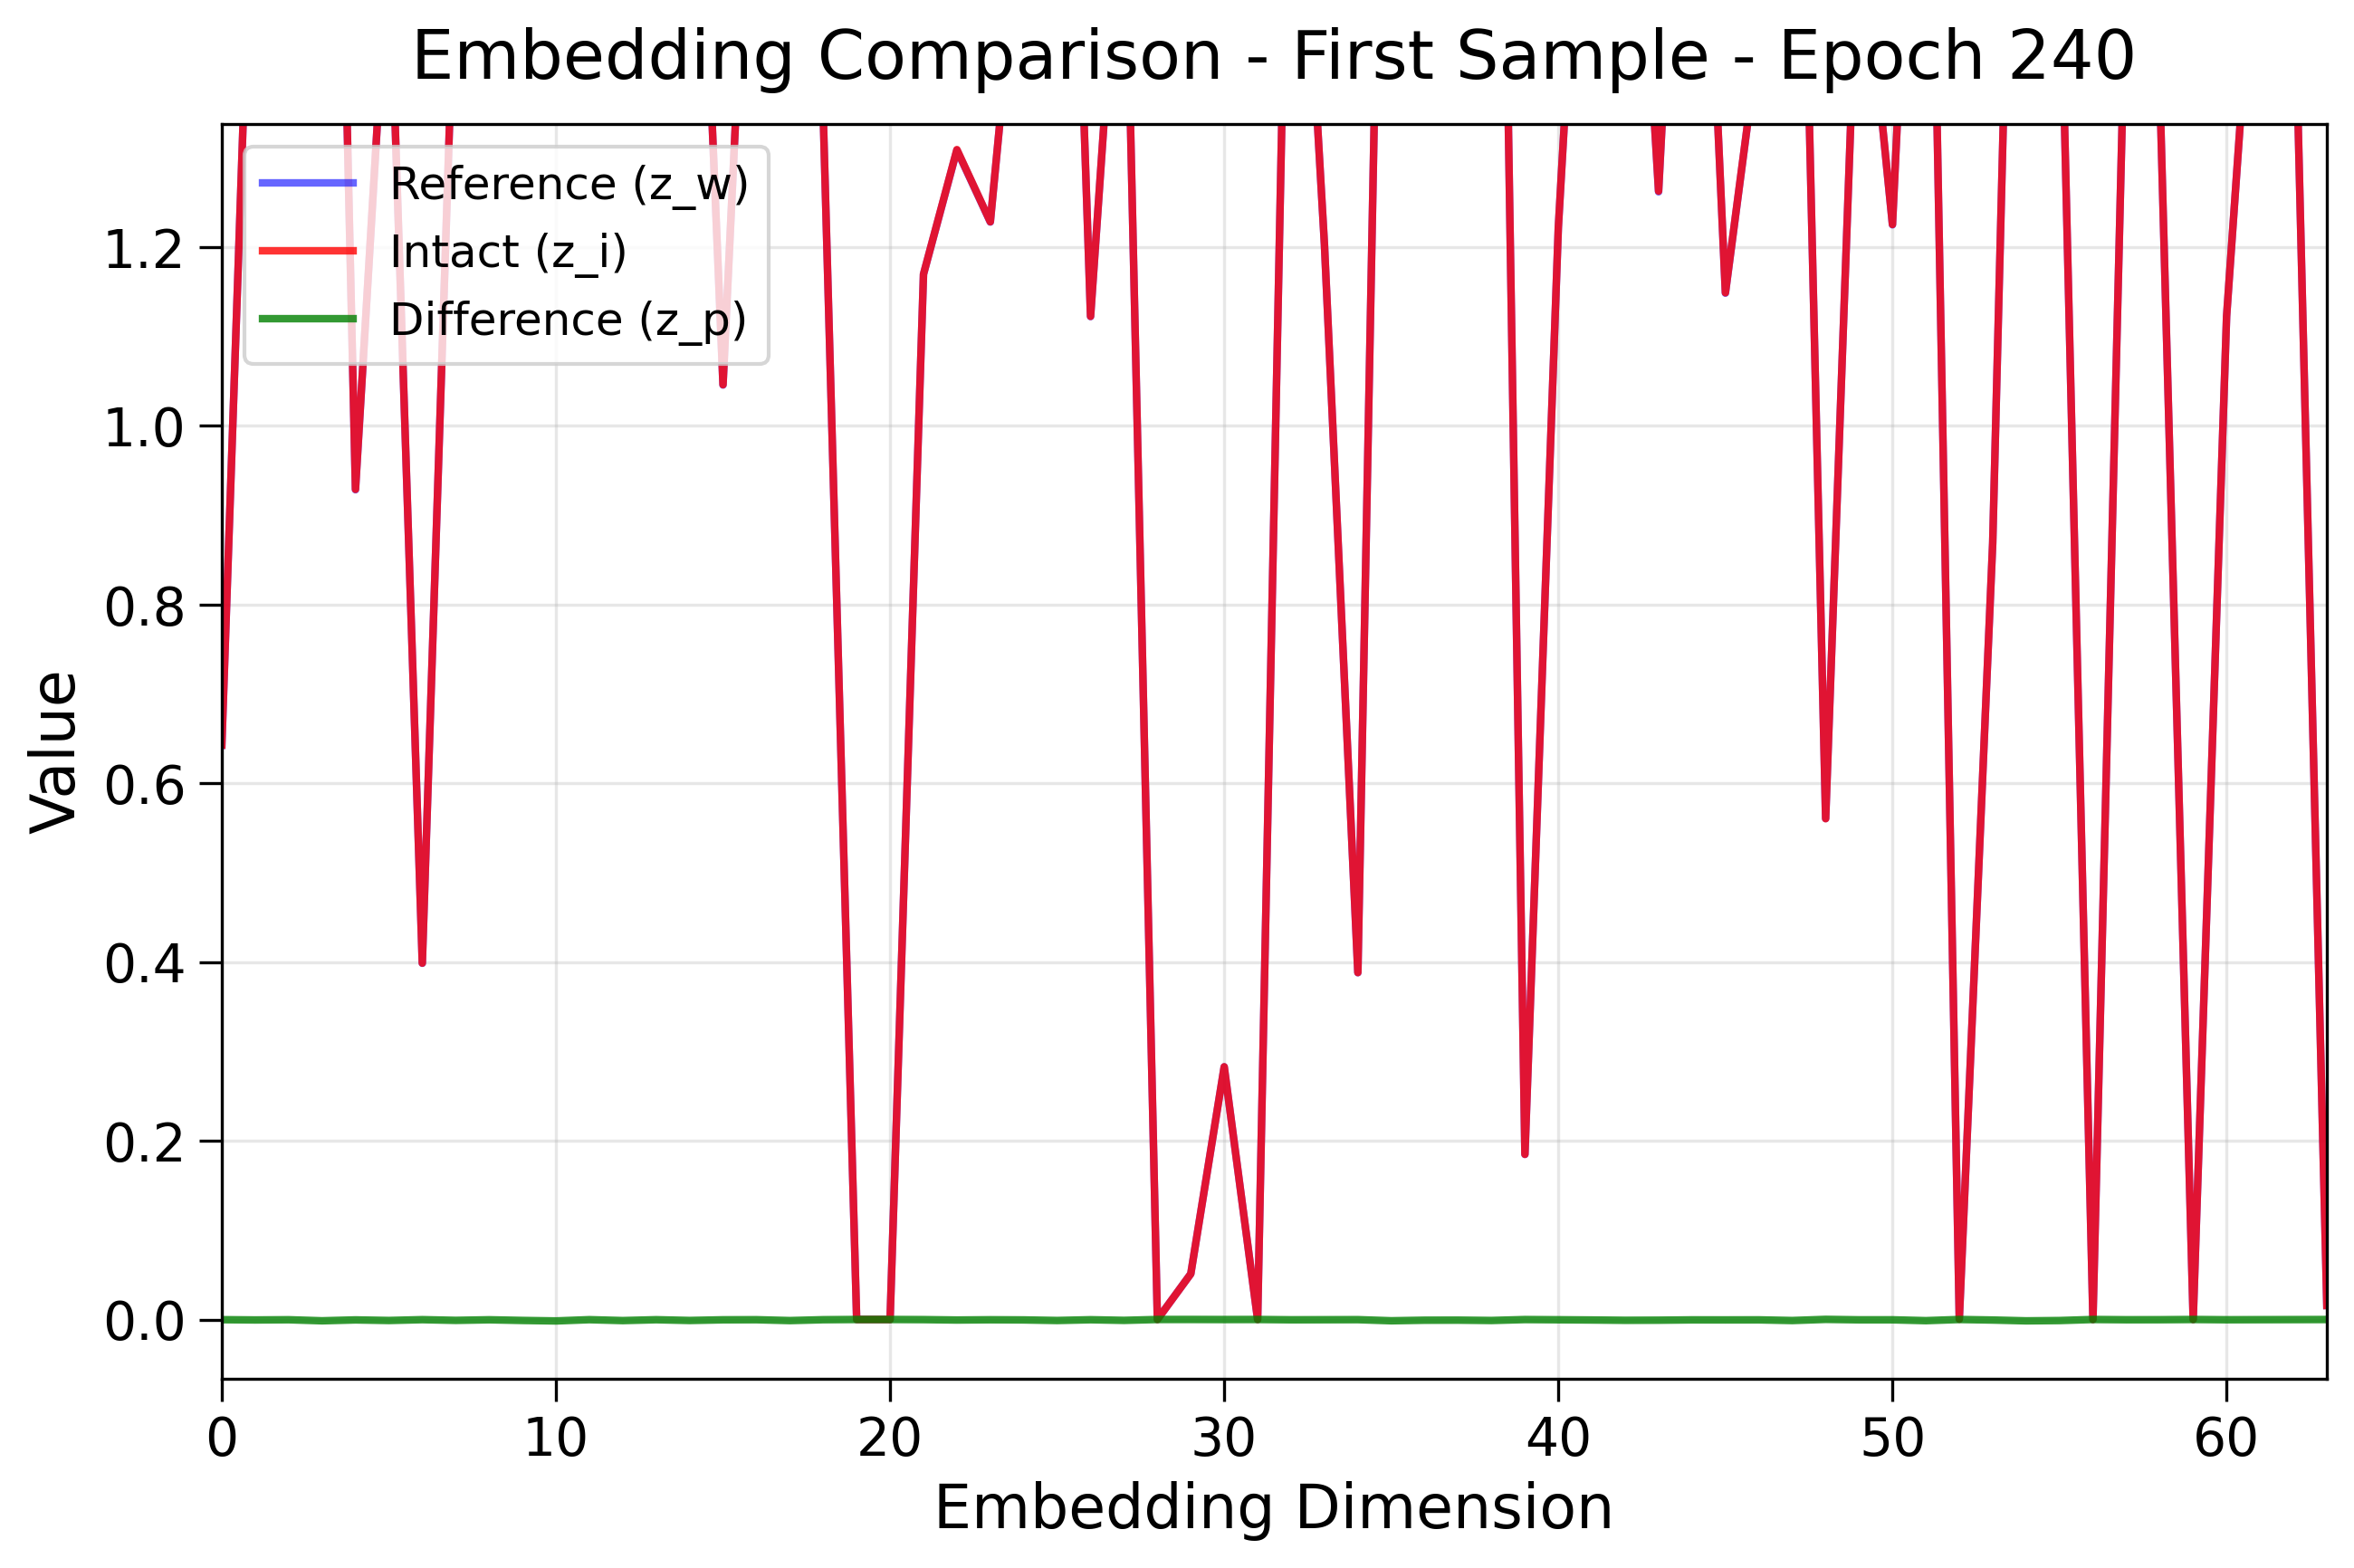 Embedding Comparison - First Sample - Epoch 240
Reference (z_w)
Intact (z_i)
Difference (z_p)
1.2
1.0
0.8
0.6
0.4
0.2
0.0
Value
0 10 20 30 40 50 60
Embedding Dimension